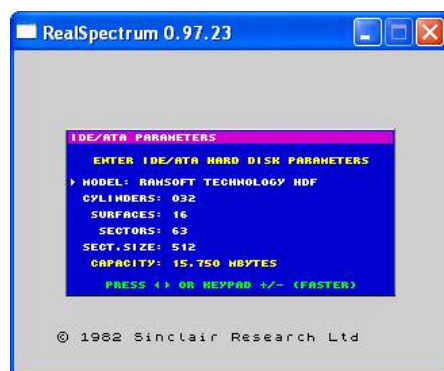 RealSpectrum 0.97.23
IDE/ATA PARAMETERS
ENTER IDE/ATA HARD DISK PARAMETERS
MODEL: RAMSOFT TECHNOLOGY HDF
CYLINDERS: 032
SURFACES: 16
SECTORS: 63
SECT.SIZE: 512
CAPACITY: 15.750 MBYTES
PRESS ◂ ▸ OR KEYPAD +/- (FASTER)
© 1982 Sinclair Research Ltd